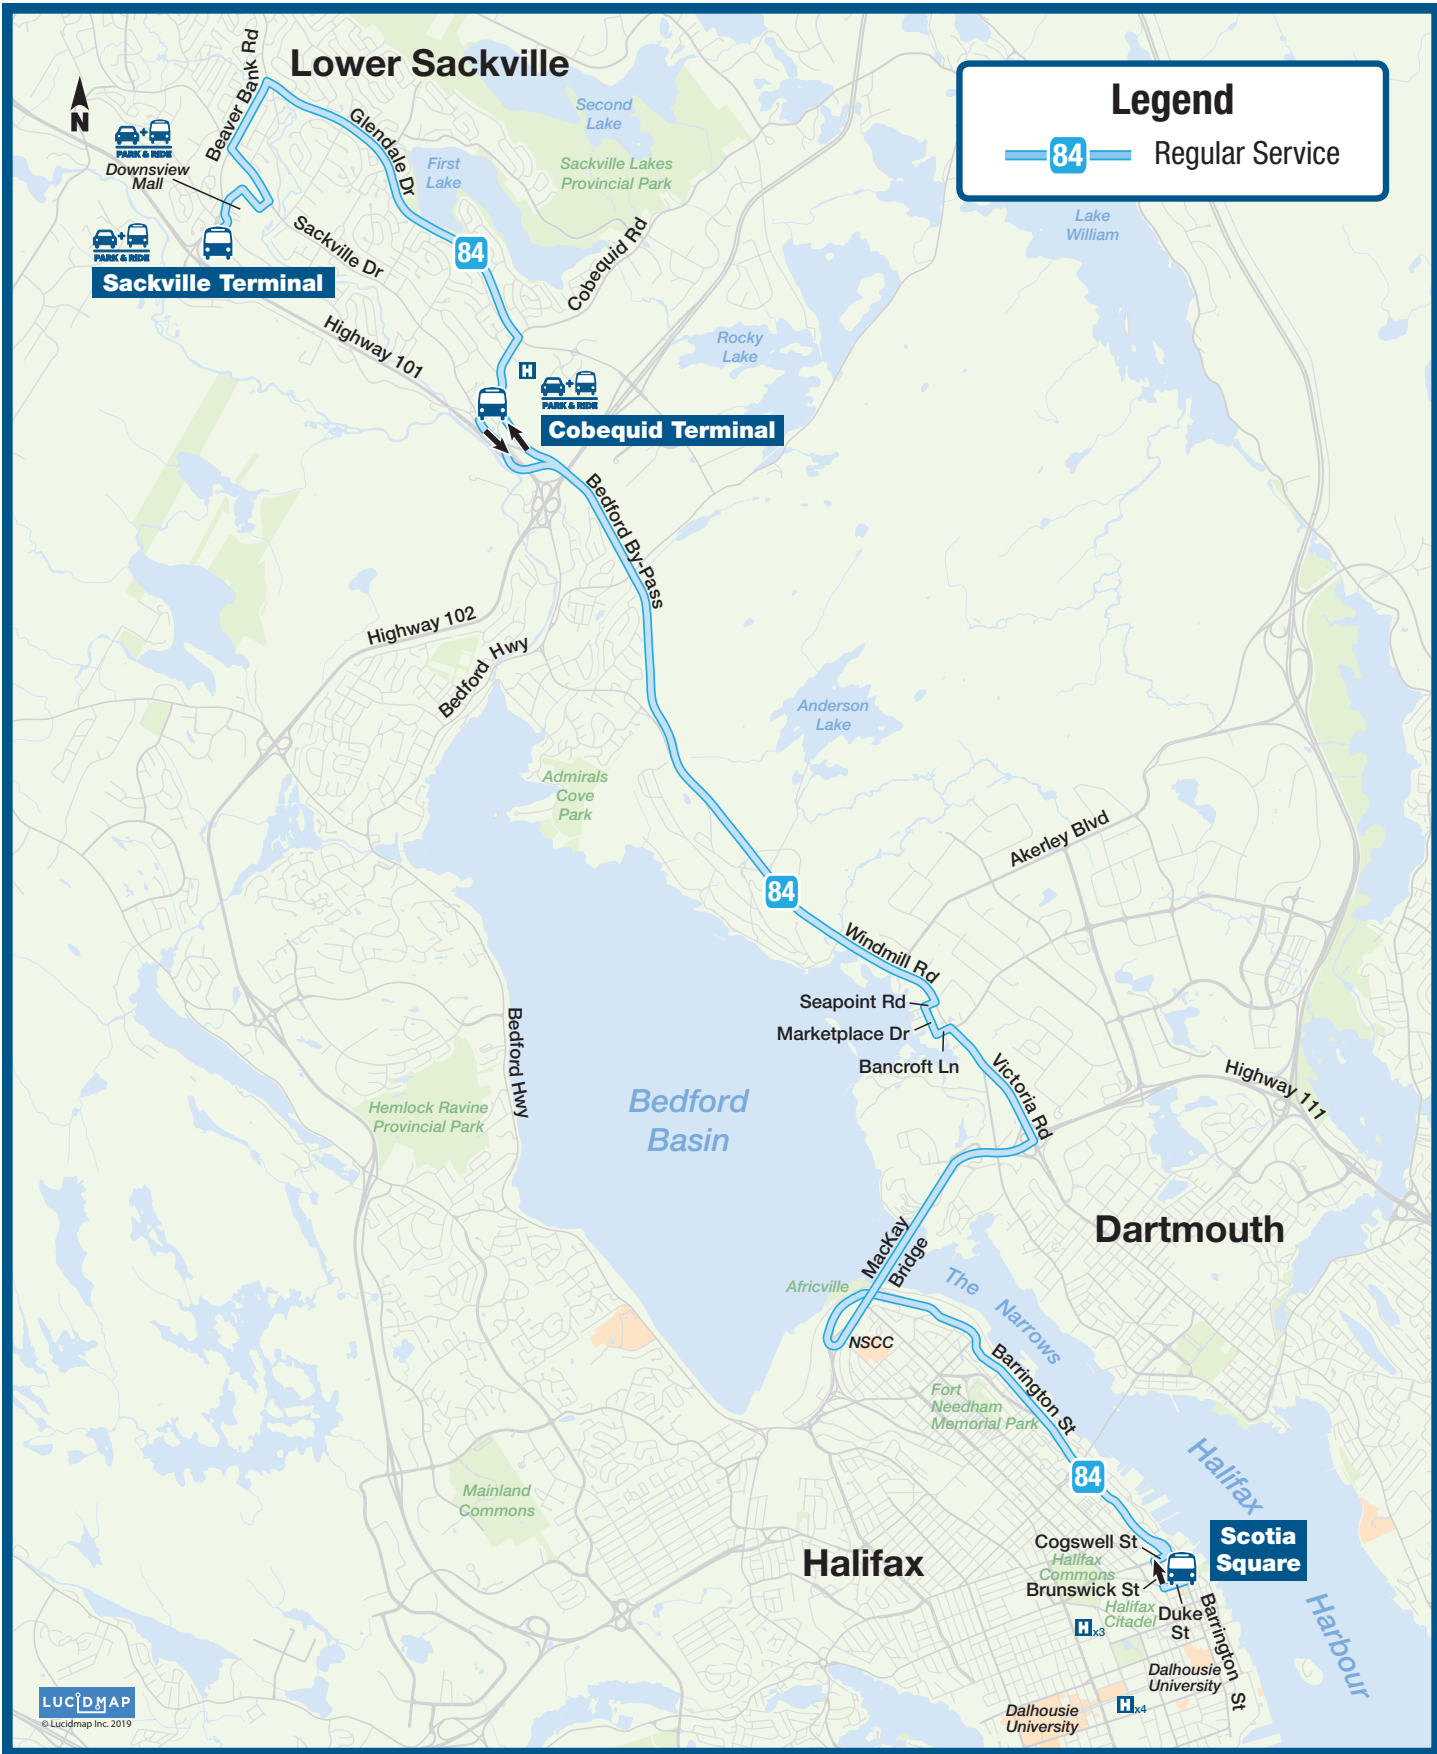 Lower Sackville
Legend
84
Regular Service
N
Beaver Bank Rd
PARK & RIDE
Downsview
Mall
Glendale Dr
First
Lake
Second
Lake
Sackville Lakes
Provincial Park
Lake
William
PARK & RIDE
Sackville Terminal
Sackville Dr
84
Cobequid Rd
Highway 101
Rocky
Lake
H
PARK & RIDE
Cobequid Terminal
Bedford By-Pass
Highway 102
Bedford Hwy
Anderson
Lake
Admirals
Cove
Park
Akerley Blvd
84
Windmill Rd
Seapoint Rd
Marketplace Dr
Bancroft Ln
Victoria Rd
Highway 111
Bedford Hwy
Hemlock Ravine
Provincial Park
Bedford
Basin
Dartmouth
MacKay
Bridge
Africville
The Narrows
NSCC
Barrington St
Fort
Needham
Memorial Park
84
Halifax
Harbour
Mainland
Commons
Halifax
Cogswell St
Scotia
Square
Halifax
Commons
Brunswick St
Halifax
Citadel
Duke
St
Barrington St
H x3
Dalhousie
University
H x4
Dalhousie
University
LUCIDMAP
© Lucidmap Inc. 2019